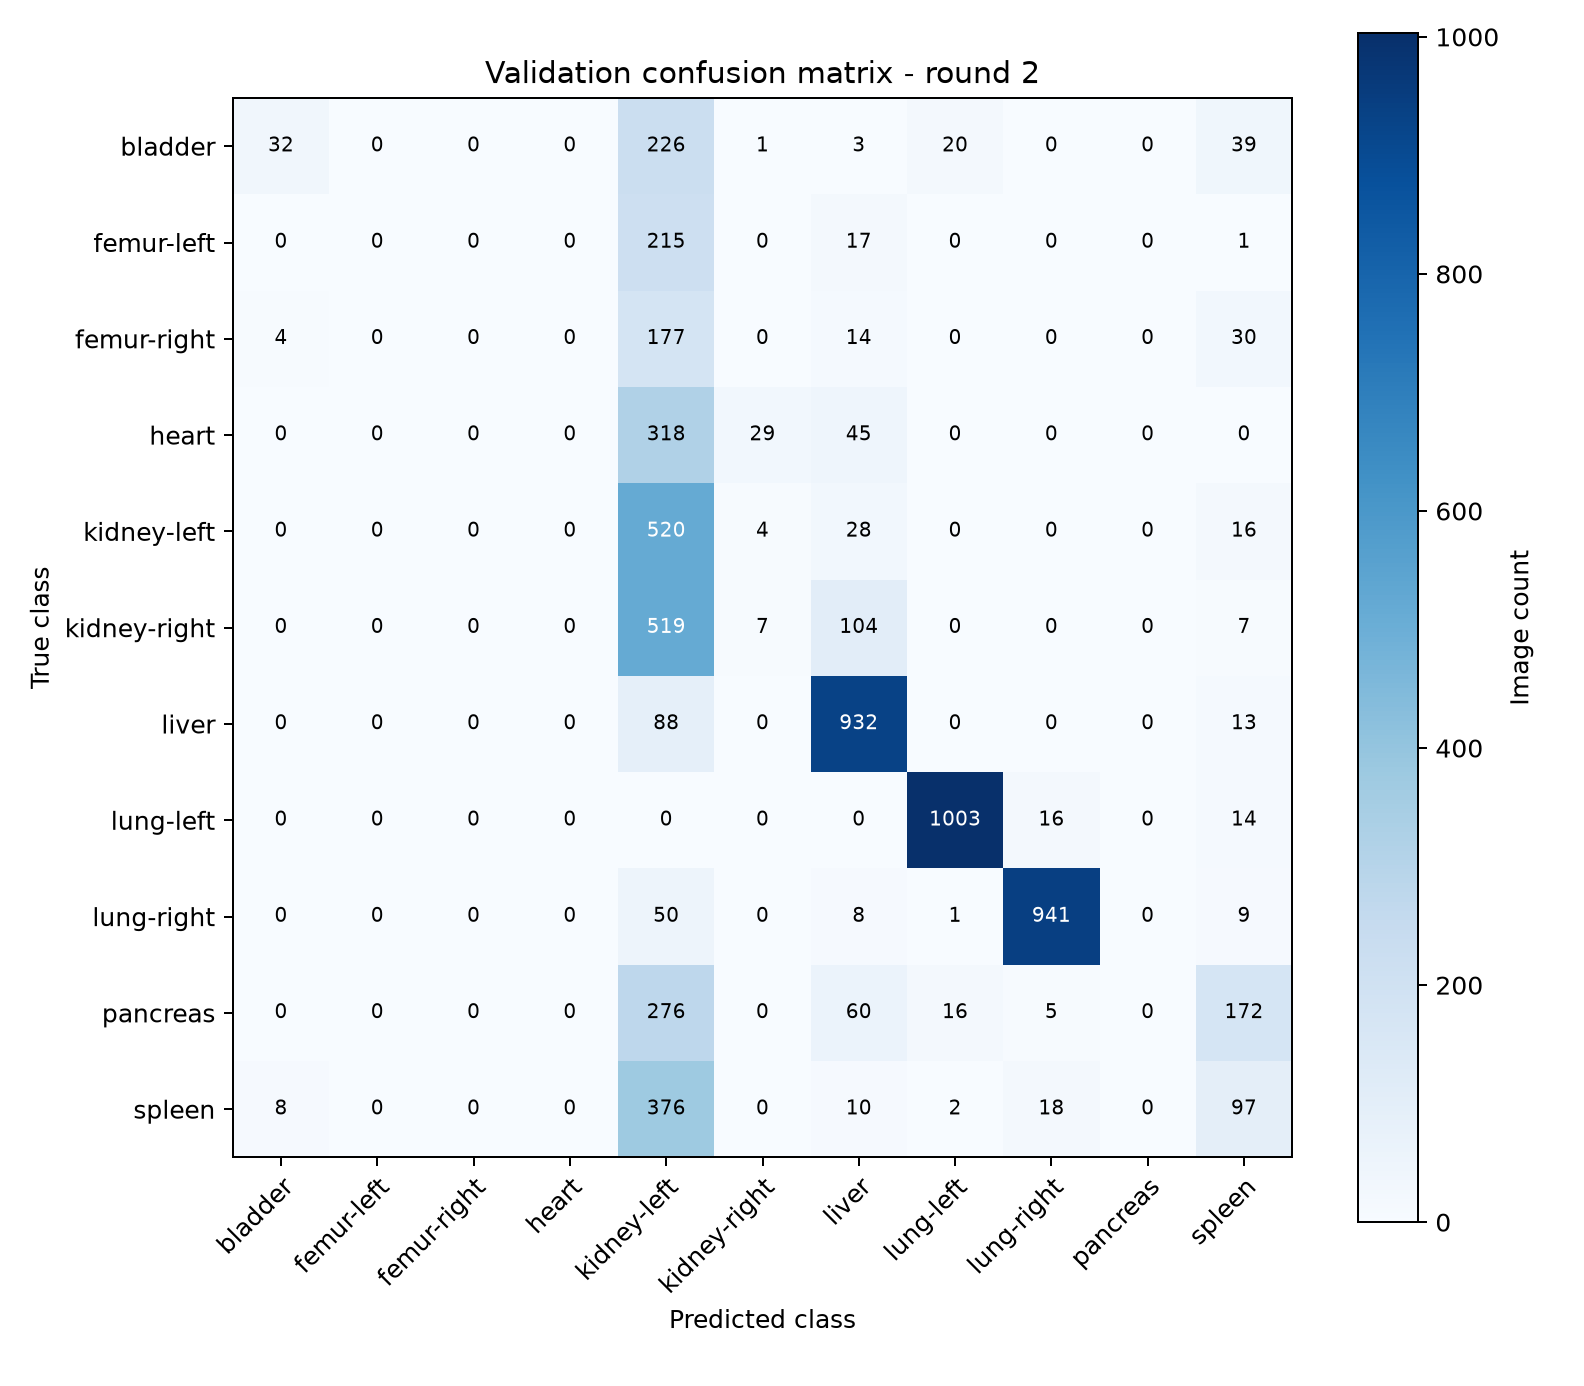 Validation confusion matrix - round 2
bladder 32 0 0 0 226 1 3 20 0 0 39
femur-left 0 0 0 0 215 0 17 0 0 0 1
femur-right 4 0 0 0 177 0 14 0 0 0 30
heart 0 0 0 0 318 29 45 0 0 0 0
kidney-left 0 0 0 0 520 4 28 0 0 0 16
kidney-right 0 0 0 0 519 7 104 0 0 0 7
liver 0 0 0 0 88 0 932 0 0 0 13
lung-left 0 0 0 0 0 0 0 1003 16 0 14
lung-right 0 0 0 0 50 0 8 1 941 0 9
pancreas 0 0 0 0 276 0 60 16 5 0 172
spleen 8 0 0 0 376 0 10 2 18 0 97
bladder femur-left femur-right heart kidney-left kidney-right liver lung-left lung-right pancreas spleen
Predicted class
True class
1000
800
600
400
200
0
Image count